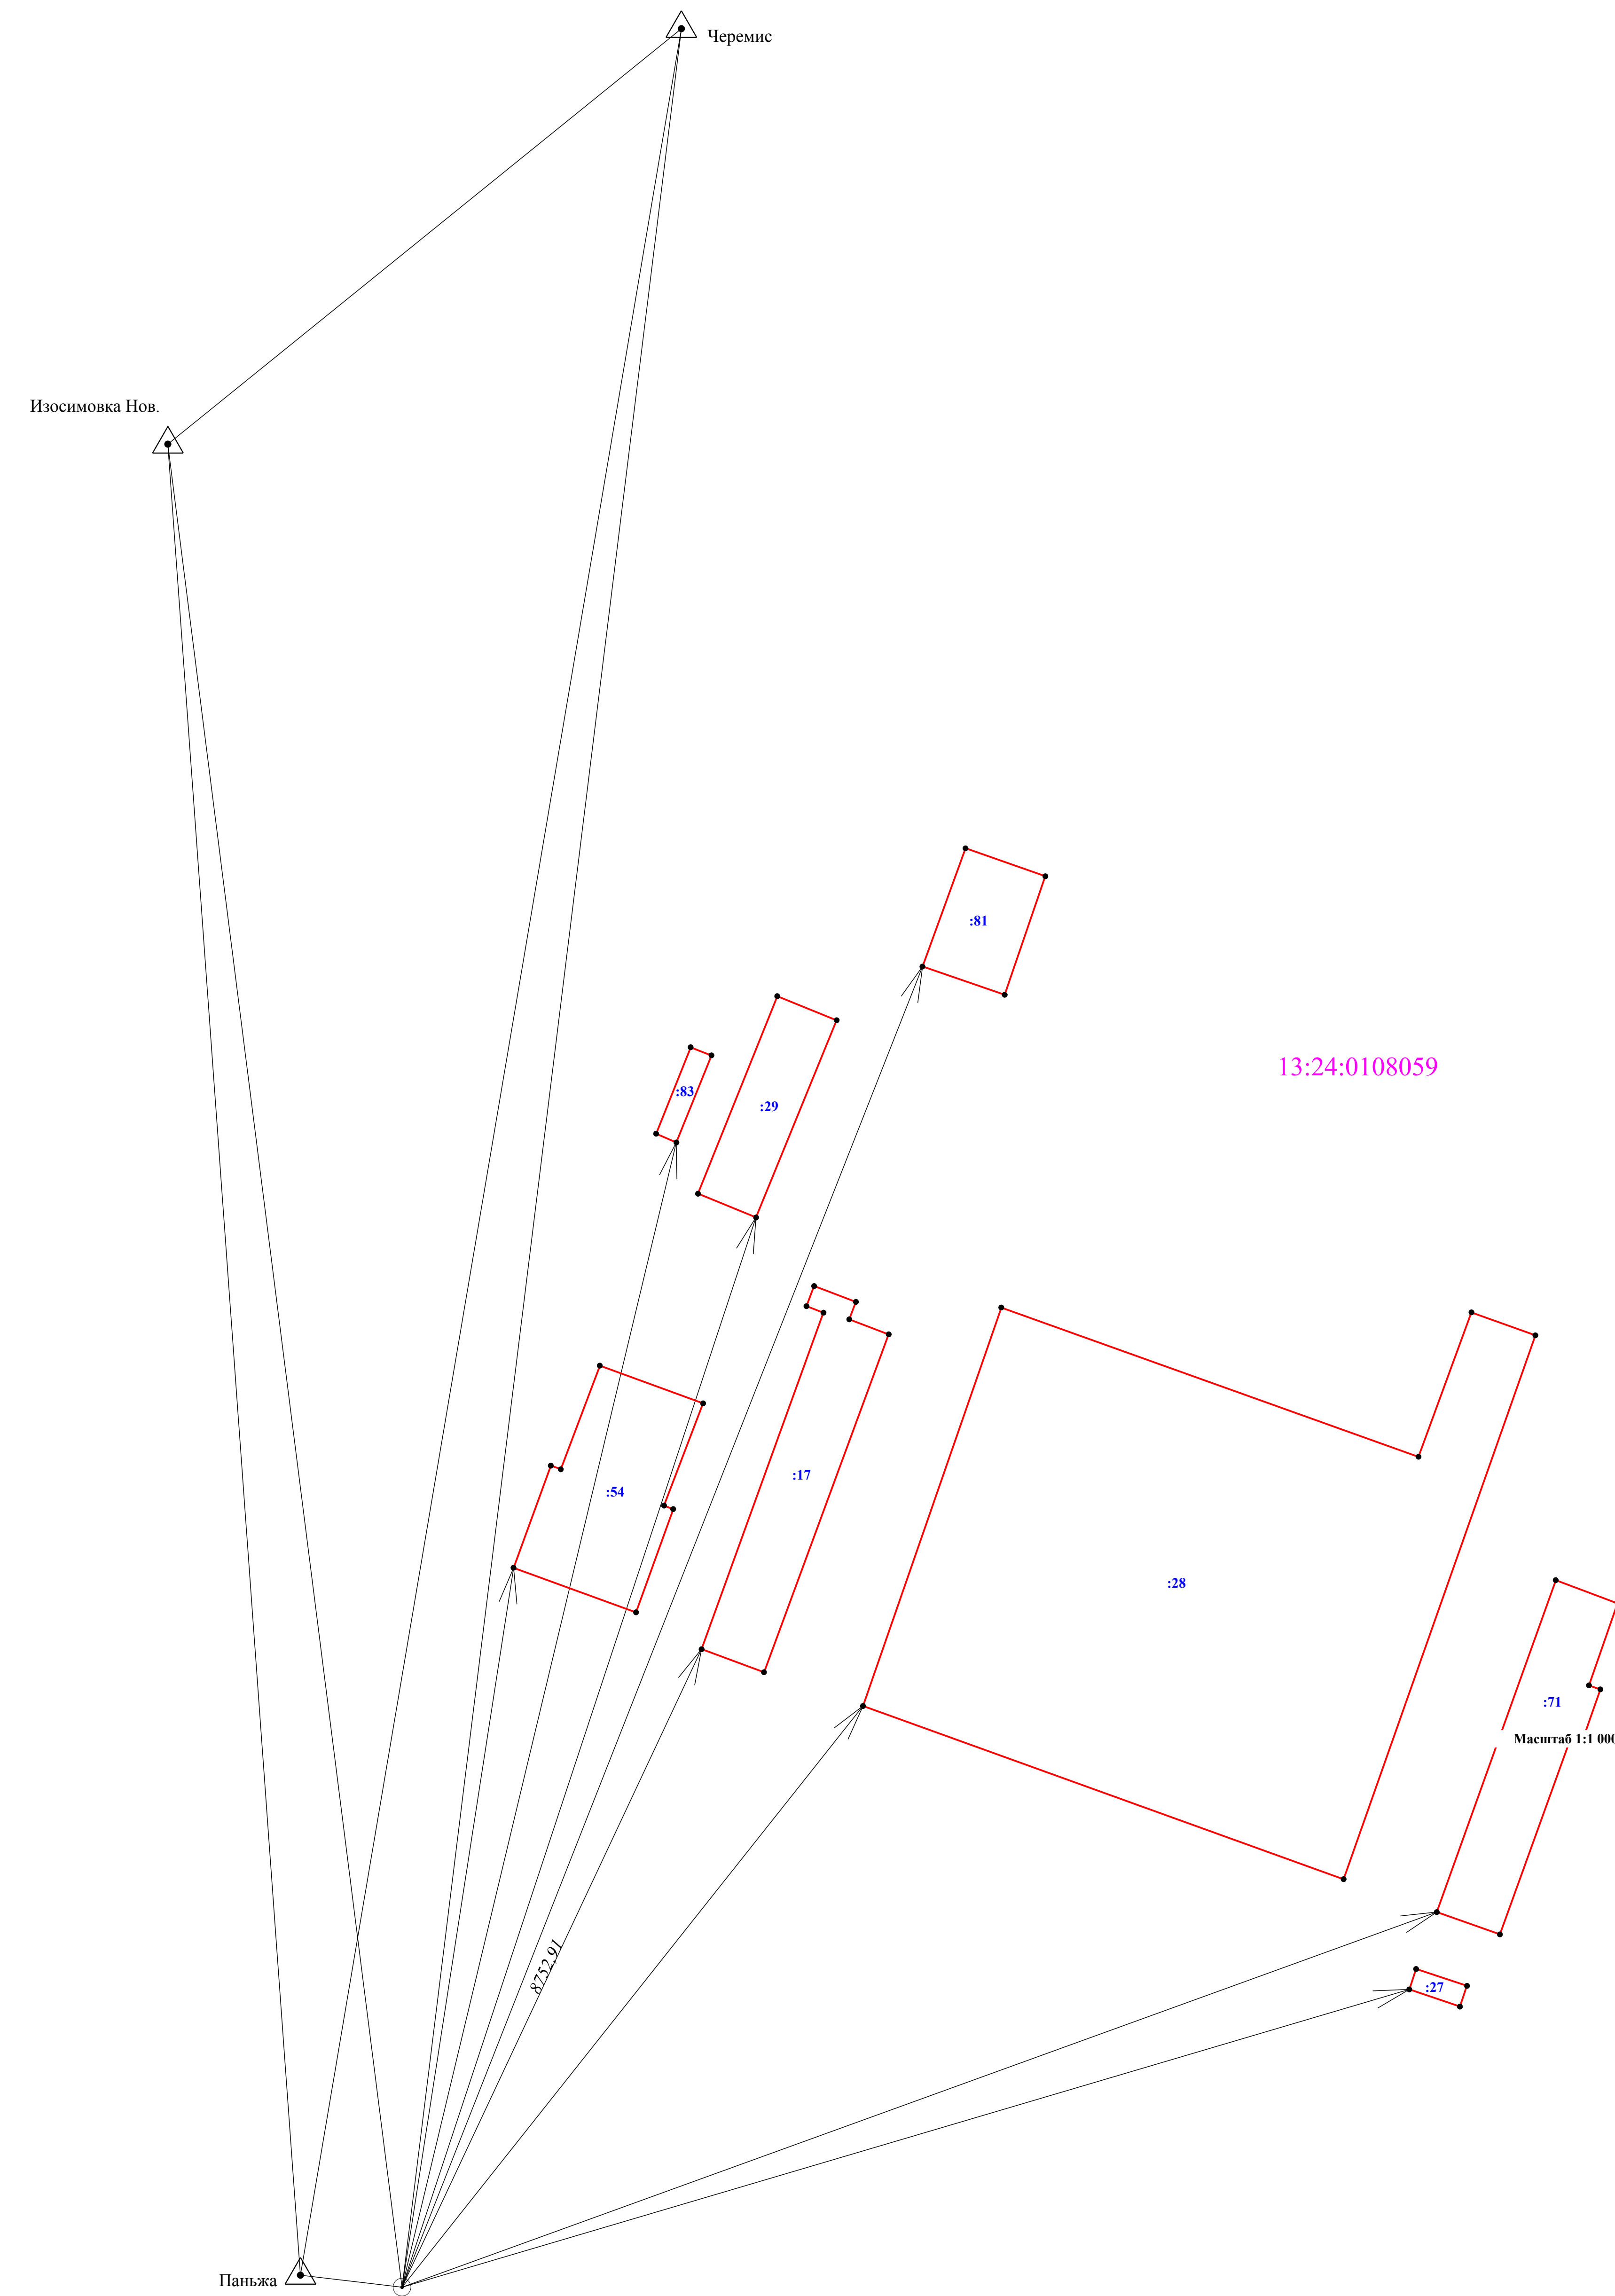 Черемис
Изосимовка Нов.
:81
13:24:0108059
:83
:29
:17
:54
:28
:71
Масштаб 1:1 000
8752,91
:27
Паньжа